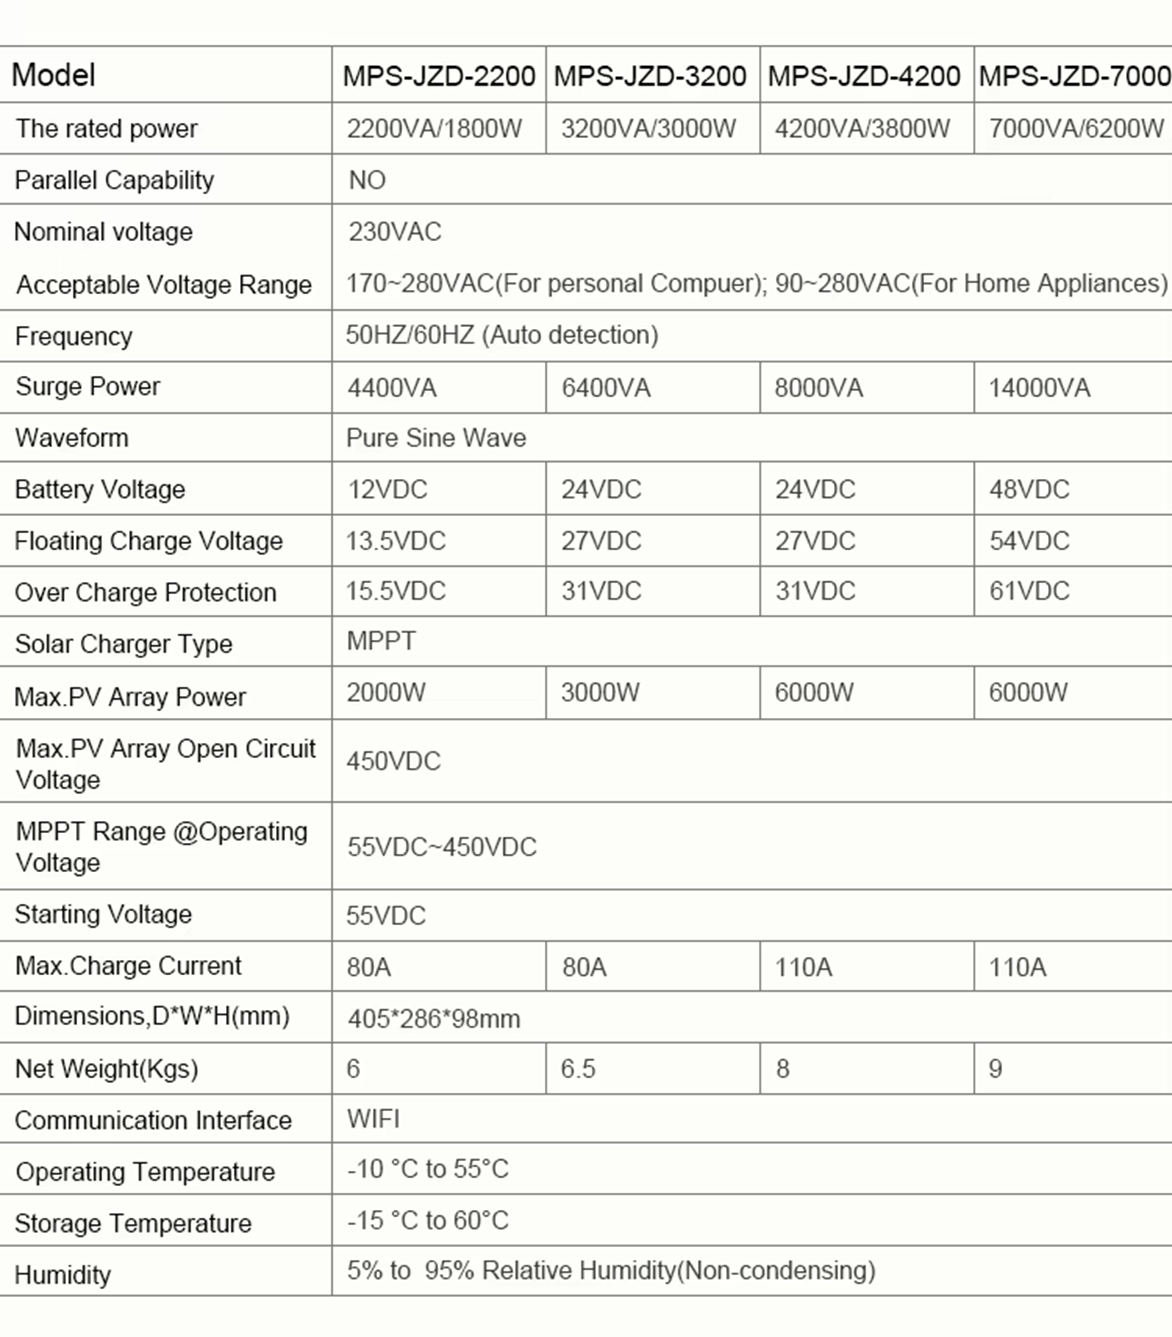 Model MPS-JZD-2200 MPS-JZD-3200 MPS-JZD-4200 MPS-JZD-7000
The rated power 2200VA/1800W 3200VA/3000W 4200VA/3800W 7000VA/6200W
Parallel Capability NO
Nominal voltage 230VAC
Acceptable Voltage Range 170~280VAC(For personal Compuer); 90~280VAC(For Home Appliances)
Frequency 50HZ/60HZ (Auto detection)
Surge Power 4400VA 6400VA 8000VA 14000VA
Waveform Pure Sine Wave
Battery Voltage 12VDC 24VDC 24VDC 48VDC
Floating Charge Voltage 13.5VDC 27VDC 27VDC 54VDC
Over Charge Protection 15.5VDC 31VDC 31VDC 61VDC
Solar Charger Type MPPT
Max.PV Array Power 2000W 3000W 6000W 6000W
Max.PV Array Open Circuit
Voltage 450VDC
MPPT Range @Operating
Voltage 55VDC~450VDC
Starting Voltage 55VDC
Max.Charge Current 80A 80A 110A 110A
Dimensions,D*W*H(mm) 405*286*98mm
Net Weight(Kgs) 6 6.5 8 9
Communication Interface WIFI
Operating Temperature -10 °C to 55°C
Storage Temperature -15 °C to 60°C
Humidity 5% to 95% Relative Humidity(Non-condensing)